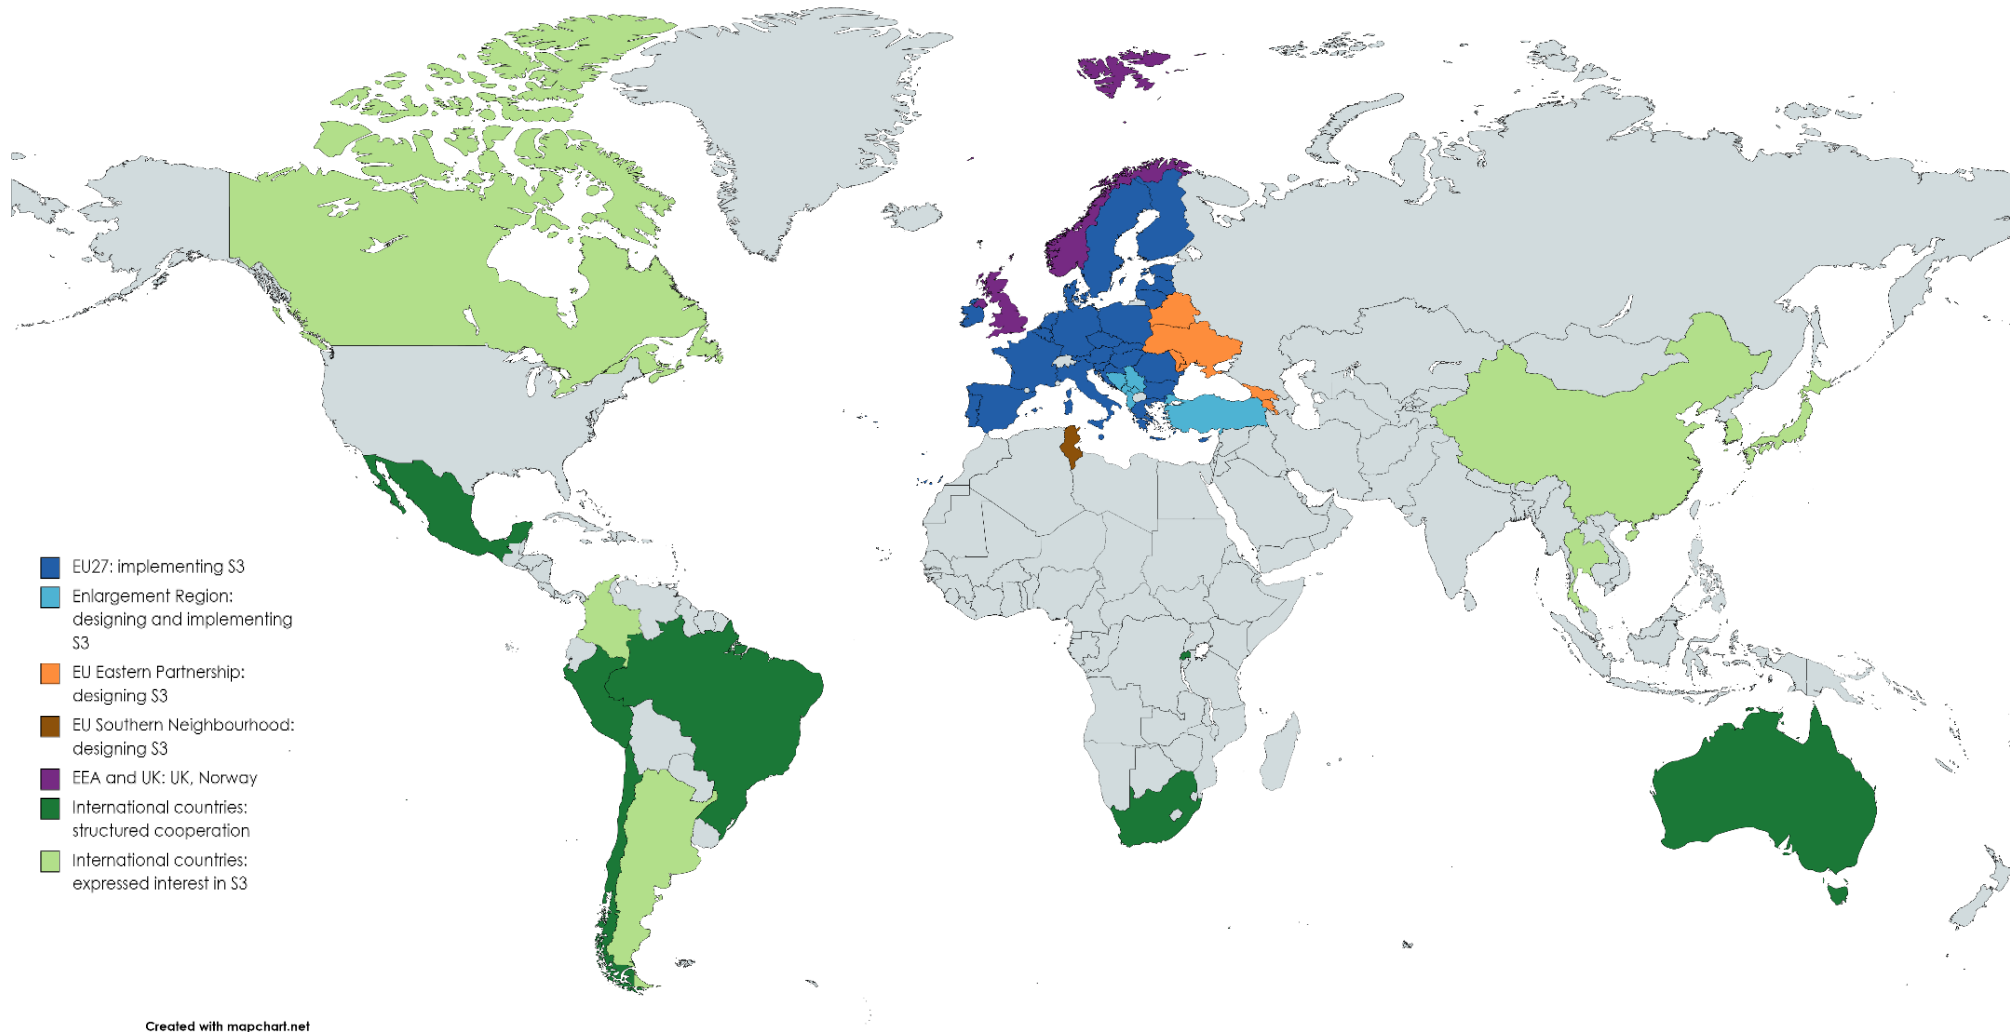 EU27: implementing S3
Enlargement Region:
designing and implementing
S3
EU Eastern Partnership:
designing S3
EU Southern Neighbourhood:
designing S3
EEA and UK: UK, Norway
International countries:
structured cooperation
International countries:
expressed interest in S3
Created with mapchart.net